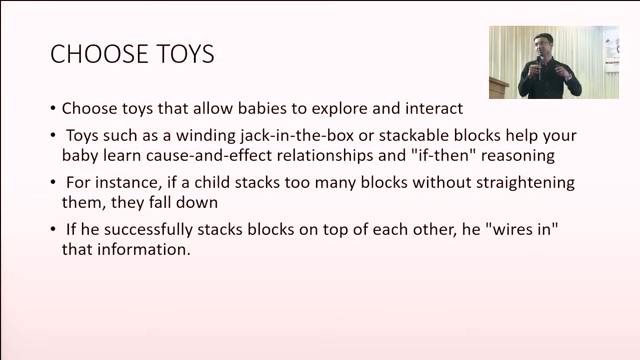 CHOOSE TOYS
• Choose toys that allow babies to explore and interact
• Toys such as a winding jack-in-the-box or stackable blocks help your
baby learn cause-and-effect relationships and "if-then" reasoning
• For instance, if a child stacks too many blocks without straightening
them, they fall down
• If he successfully stacks blocks on top of each other, he "wires in"
that information.